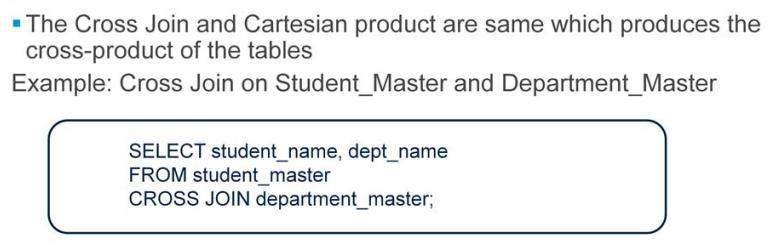 The Cross Join and Cartesian product are same which produces the
cross-product of the tables
Example: Cross Join on Student_Master and Department_Master
SELECT student_name, dept_name
FROM student_master
CROSS JOIN department_master;